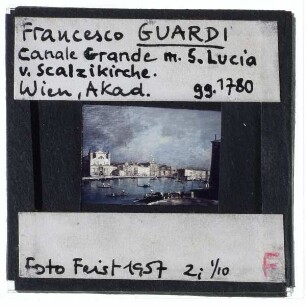 Francesco GUARDI
Canale Grande m. S. Lucia
v. Scalzikirche.
Wien, Akad. gg. 1780
Foto Feist 1957 2; 1/10 F